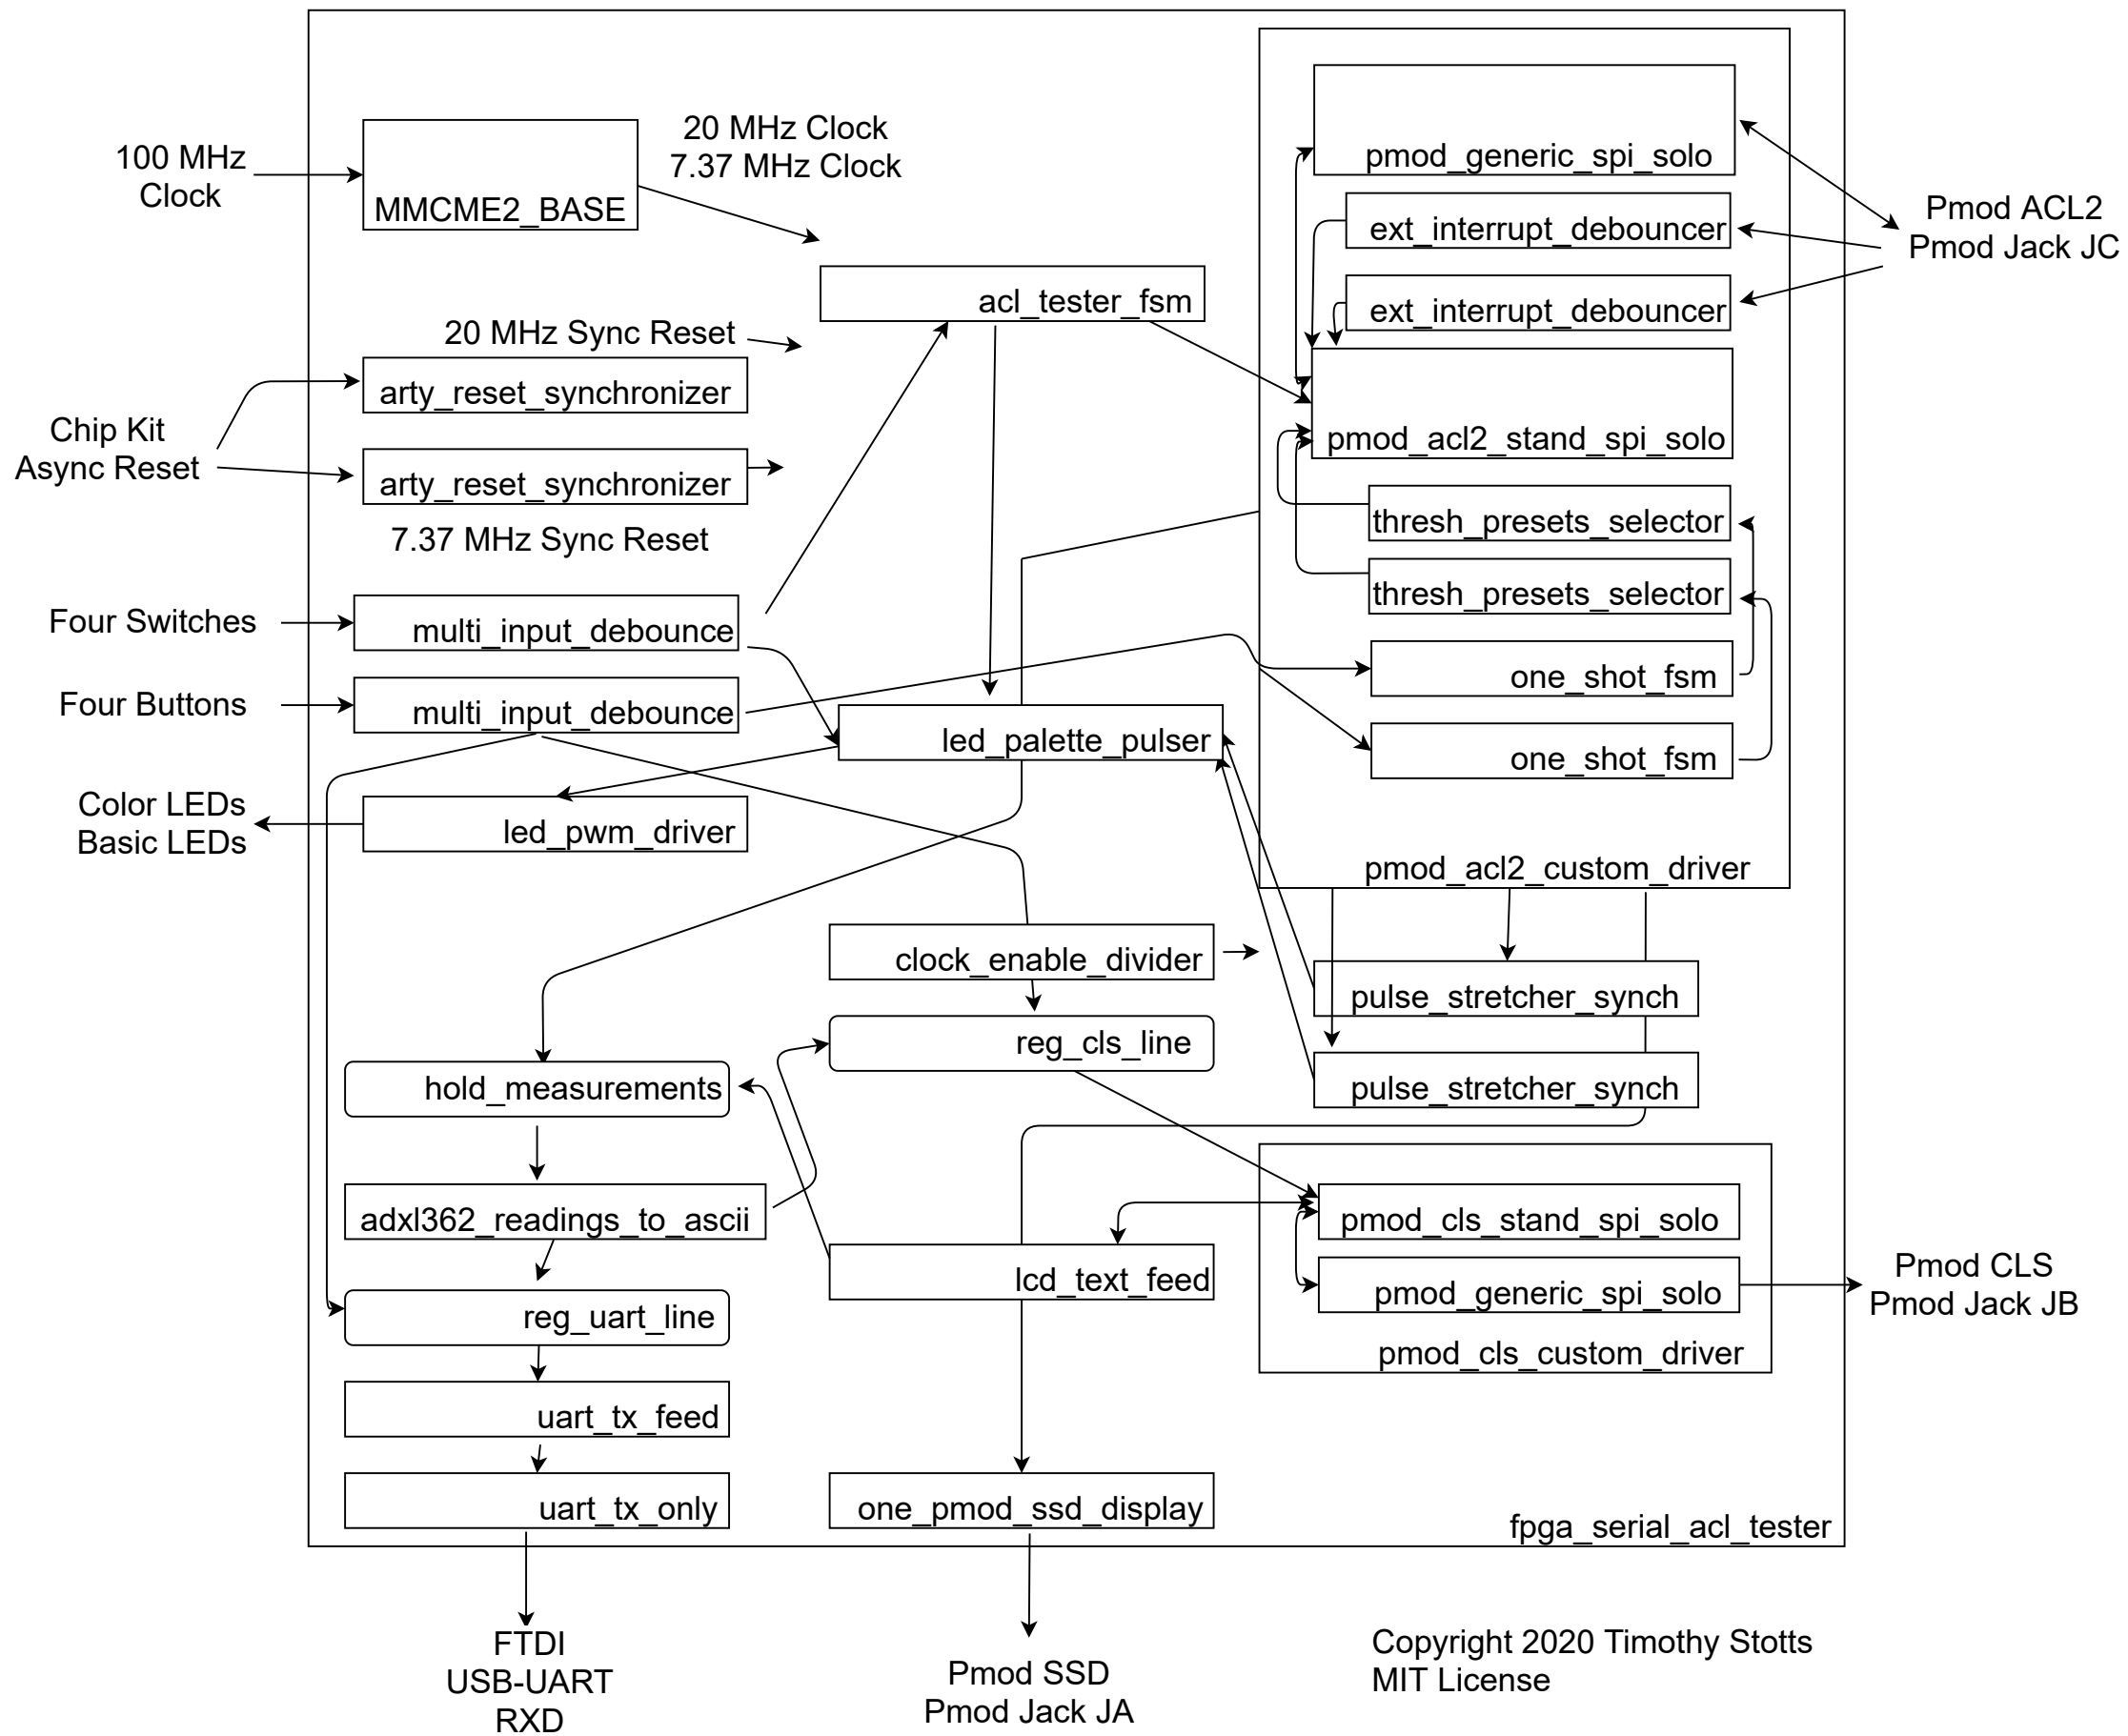 100 MHz
Clock
MMCME2_BASE
20 MHz Clock
7.37 MHz Clock
pmod_generic_spi_solo
ext_interrupt_debouncer
ext_interrupt_debouncer
Pmod ACL2
Pmod Jack JC
acl_tester_fsm
20 MHz Sync Reset
arty_reset_synchronizer
Chip Kit
Async Reset
arty_reset_synchronizer
7.37 MHz Sync Reset
pmod_acl2_stand_spi_solo
thresh_presets_selector
thresh_presets_selector
Four Switches
multi_input_debounce
Four Buttons
multi_input_debounce
one_shot_fsm
one_shot_fsm
led_palette_pulser
Color LEDs
Basic LEDs
led_pwm_driver
pmod_acl2_custom_driver
clock_enable_divider
pulse_stretcher_synch
reg_cls_line
pulse_stretcher_synch
hold_measurements
adxl362_readings_to_ascii
pmod_cls_stand_spi_solo
lcd_text_feed
pmod_generic_spi_solo
Pmod CLS
Pmod Jack JB
reg_uart_line
pmod_cls_custom_driver
uart_tx_feed
uart_tx_only
one_pmod_ssd_display
fpga_serial_acl_tester
FTDI
USB-UART
RXD
Pmod SSD
Pmod Jack JA
Copyright 2020 Timothy Stotts
MIT License